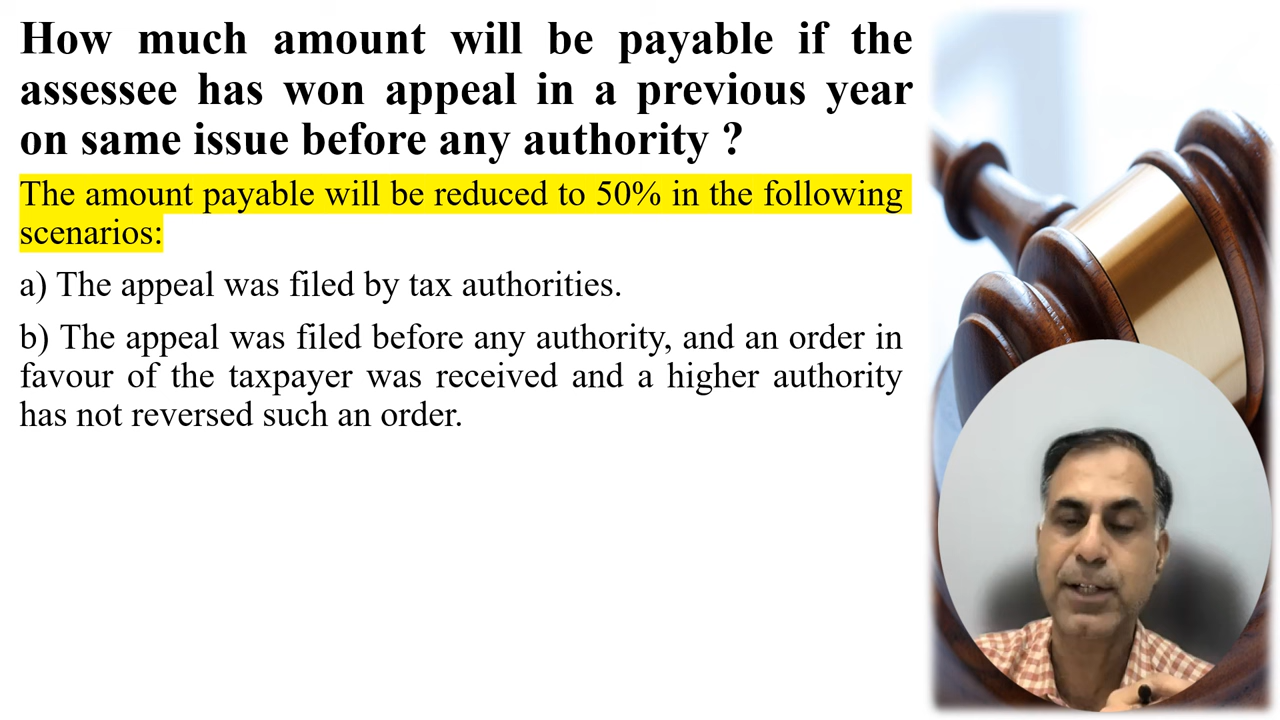 How much amount will be payable if the
assessee has won appeal in a previous year
on same issue before any authority ?
The amount payable will be reduced to 50% in the following
scenarios:
a) The appeal was filed by tax authorities.
b) The appeal was filed before any authority, and an order in
favour of the taxpayer was received and a higher authority
has not reversed such an order.